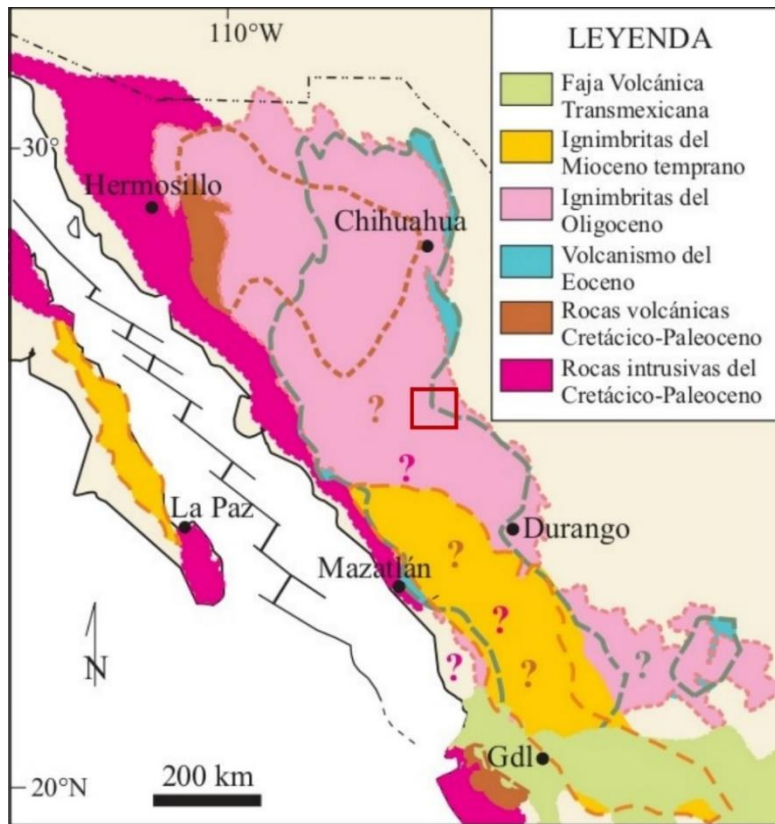 110°W
LEYENDA
Faja Volcánica
Transmexicana
Ignimbritas del
Mioceno temprano
Ignimbritas del
Oligoceno
Volcanismo del
Eoceno
Rocas volcánicas
Cretácico-Paleoceno
Rocas intrusivas del
Cretácico-Paleoceno
30°
Hermosillo
Chihuahua
?
?
La Paz
Durango
Mazatlán
?
?
?
?
?
N
Gdl
20°N
200 km